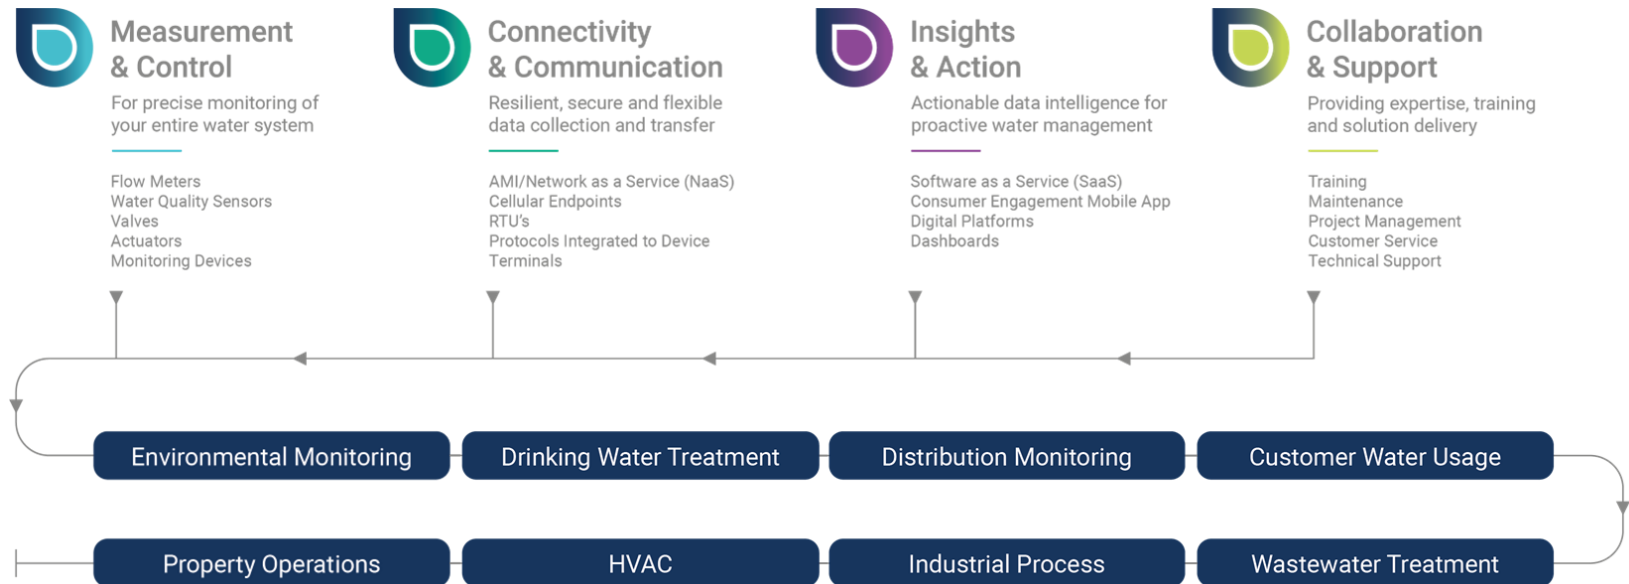 Measurement
& Control
For precise monitoring of
your entire water system
Flow Meters
Water Quality Sensors
Valves
Actuators
Monitoring Devices
Connectivity
& Communication
Resilient, secure and flexible
data collection and transfer
AMI/Network as a Service (NaaS)
Cellular Endpoints
RTU's
Protocols Integrated to Device
Terminals
Insights
& Action
Actionable data intelligence for
proactive water management
Software as a Service (SaaS)
Consumer Engagement Mobile App
Digital Platforms
Dashboards
Collaboration
& Support
Providing expertise, training
and solution delivery
Training
Maintenance
Project Management
Customer Service
Technical Support
Environmental Monitoring
Drinking Water Treatment
Distribution Monitoring
Customer Water Usage
Property Operations
HVAC
Industrial Process
Wastewater Treatment